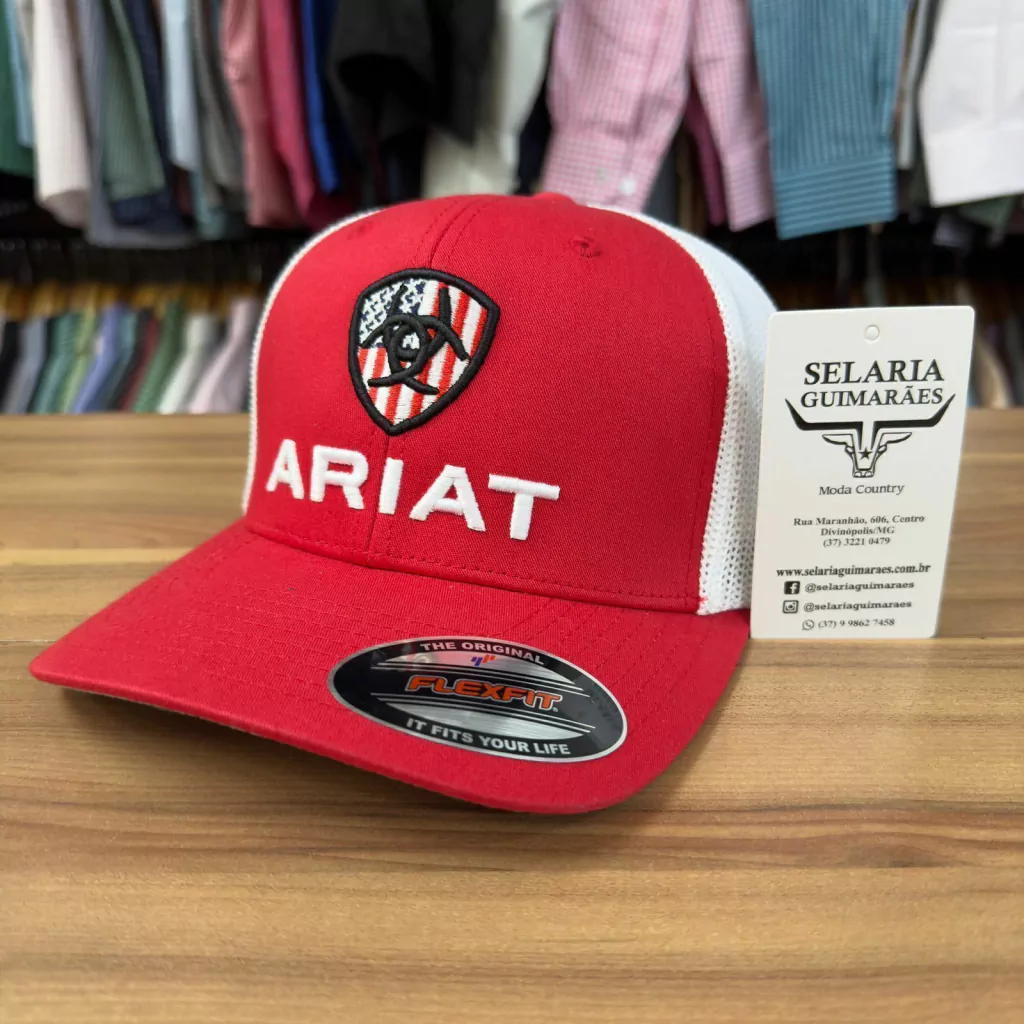 ARIAT
THE ORIGINAL
FLEXFIT
IT FITS YOUR LIFE
SELARIA
GUIMARÃES
Moda Country
Rua Maranhão, 606, Centro
Divinópolis/MG
(37) 3221 0479
www.selariaguimaraes.com.br
@selariaguimaraes
@selariaguimaraes
(37) 9 9862 7458